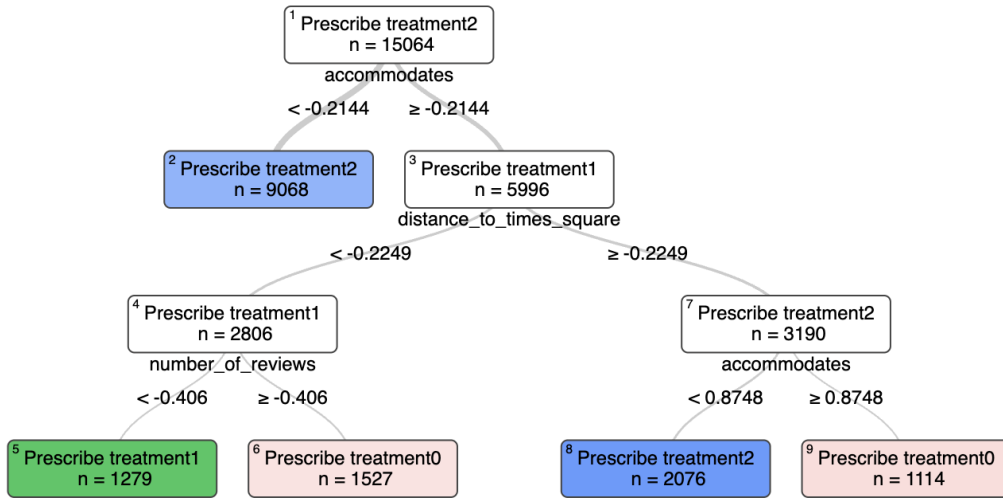 1 Prescribe treatment2
n = 15064
accommodates
< -0.2144 ≥ -0.2144
2 Prescribe treatment2
n = 9068
3 Prescribe treatment1
n = 5996
distance_to_times_square
< -0.2249 ≥ -0.2249
4 Prescribe treatment1
n = 2806
number_of_reviews
< -0.406 ≥ -0.406
7 Prescribe treatment2
n = 3190
accommodates
< 0.8748 ≥ 0.8748
5 Prescribe treatment1
n = 1279
6 Prescribe treatment0
n = 1527
8 Prescribe treatment2
n = 2076
9 Prescribe treatment0
n = 1114